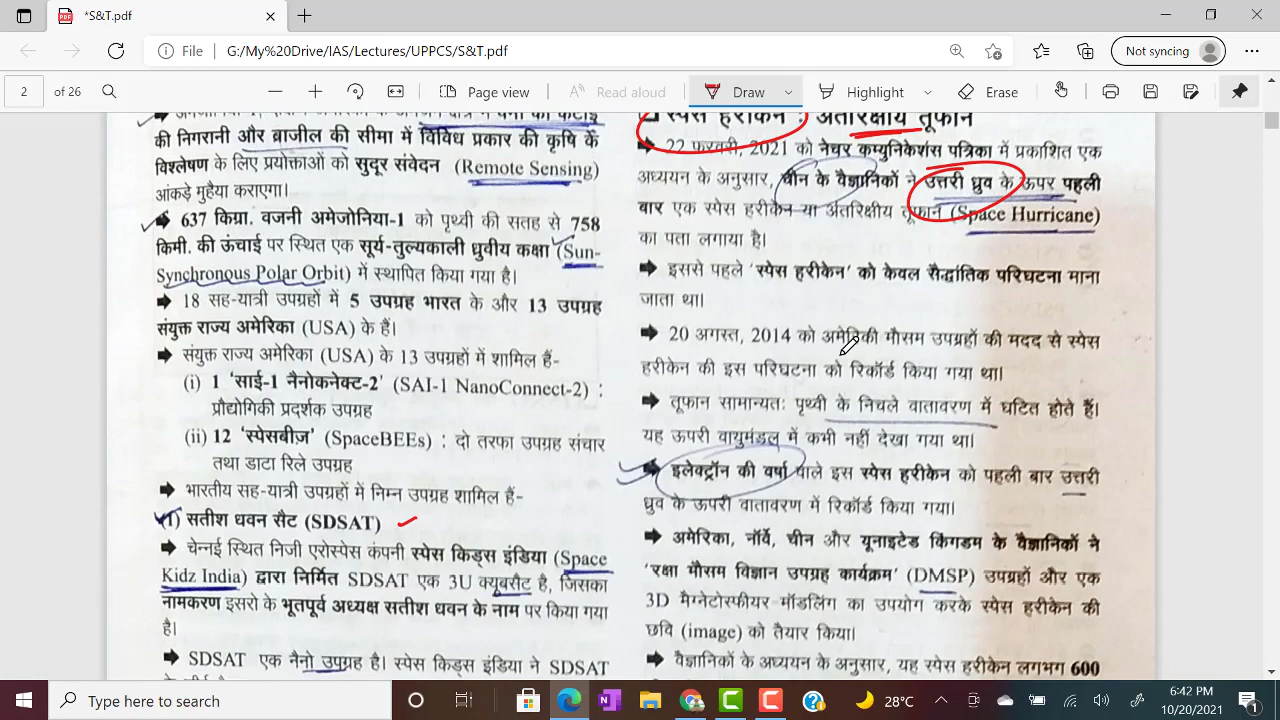 *S&T.pdf
File
G:/My%20Drive/IAS/Lectures/UPPCS/S&T.pdf
Not syncing
2 of 26
Page view
Read aloud
Draw
Highlight
Erase
की निगरानी और ब्राजील की सीमा में विविध प्रकार की कृषि के
विश्लेषण के लिए प्रयोक्ताओं को सुदूर संवेदन (Remote Sensing)
आंकड़े मुहैया कराएगा।
637 किग्रा. वजनी अमेजोनिया-1 को पृथ्वी की सतह से 758
किमी. की ऊंचाई पर स्थित एक सूर्य-तुल्यकाली ध्रुवीय कक्षा (Sun-
Synchronous Polar Orbit) में स्थापित किया गया है।
18 सह-यात्री उपग्रहों में 5 उपग्रह भारत के और 13 उपग्रह
संयुक्त राज्य अमेरिका (USA) के हैं।
संयुक्त राज्य अमेरिका (USA) के 13 उपग्रहों में शामिल हैं-
(i) 1 'साई-1 नैनोकनेक्ट-2' (SAI-1 NanoConnect-2) :
प्रौद्योगिकी प्रदर्शक उपग्रह
(ii) 12 'स्पेसबीज़' (SpaceBEEs) : दो तरफा उपग्रह संचार
तथा डाटा रिले उपग्रह
भारतीय सह-यात्री उपग्रहों में निम्न उपग्रह शामिल हैं-
(1) सतीश धवन सैट (SDSAT)
चेन्नई स्थित निजी एरोस्पेस कंपनी स्पेस किड्स इंडिया (Space
Kidz India) द्वारा निर्मित SDSAT एक 3U क्यूबसैट है, जिसका
नामकरण इसरो के भूतपूर्व अध्यक्ष सतीश धवन के नाम पर किया गया
है।
SDSAT एक नैनो उपग्रह है। स्पेस किड्स इंडिया ने SDSAT
स्पेस हरीकेन : अंतरिक्षीय तूफान
22 फरवरी, 2021 को नेचर कम्युनिकेशंस पत्रिका में प्रकाशित एक
अध्ययन के अनुसार, चीन के वैज्ञानिकों ने उत्तरी ध्रुव के ऊपर पहली
बार एक स्पेस हरीकेन या अंतरिक्षीय तूफान (Space Hurricane)
का पता लगाया है।
इससे पहले 'स्पेस हरीकेन' को केवल सैद्धांतिक परिघटना माना
जाता था।
20 अगस्त, 2014 को अमेरिकी मौसम उपग्रहों की मदद से स्पेस
हरीकेन की इस परिघटना को रिकॉर्ड किया गया था।
तूफान सामान्यतः पृथ्वी के निचले वातावरण में घटित होते हैं।
यह ऊपरी वायुमंडल में कभी नहीं देखा गया था।
इलेक्ट्रॉन की वर्षा वाले इस स्पेस हरीकेन को पहली बार उत्तरी
ध्रुव के ऊपरी वातावरण में रिकॉर्ड किया गया।
अमेरिका, नॉर्वे, चीन और यूनाइटेड किंगडम के वैज्ञानिकों ने
'रक्षा मौसम विज्ञान उपग्रह कार्यक्रम' (DMSP) उपग्रहों और एक
3D मैग्नेटोस्फीयर मॉडलिंग का उपयोग करके स्पेस हरीकेन की
छवि (image) को तैयार किया।
वैज्ञानिकों के अध्ययन के अनुसार, यह स्पेस हरीकेन लगभग 600
Type here to search
28°C
6:42 PM
10/20/2021
1